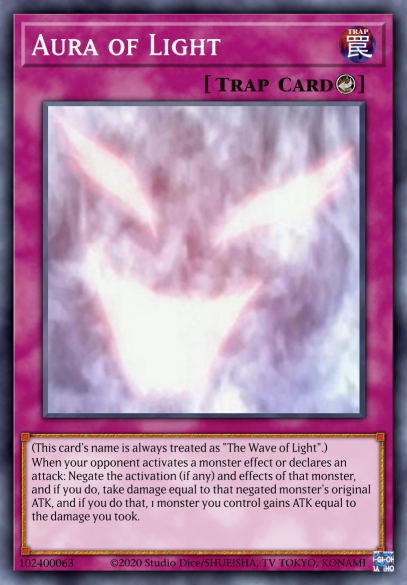 AURA OF LIGHT
TRAP
罠
[TRAP CARD]
(This card's name is always treated as "The Wave of Light".)
When your opponent activates a monster effect or declares an
attack: Negate the activation (if any) and effects of that monster,
and if you do, take damage equal to that negated monster's original
ATK, and if you do that, 1 monster you control gains ATK equal to
the damage you took.
102400063 ©2020 Studio Dice/SHUEISHA, TV TOKYO, KONAMI